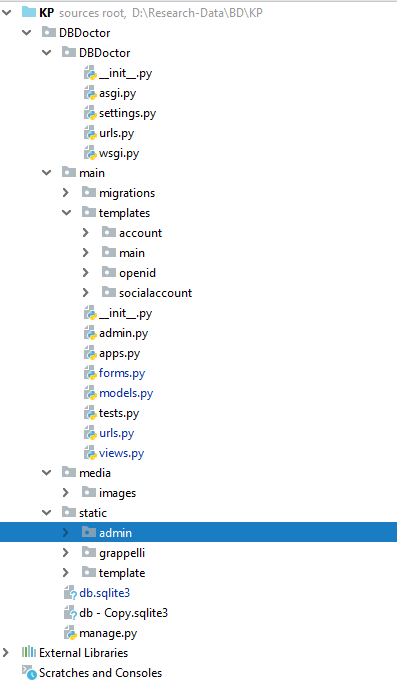 KP sources root, D:\Research-Data\BD\KP
DBDoctor
DBDoctor
__init__.py
asgi.py
settings.py
urls.py
wsgi.py
main
migrations
templates
account
main
openid
socialaccount
__init__.py
admin.py
apps.py
forms.py
models.py
tests.py
urls.py
views.py
media
images
static
admin
grappelli
template
db.sqlite3
db - Copy.sqlite3
manage.py
External Libraries
Scratches and Consoles